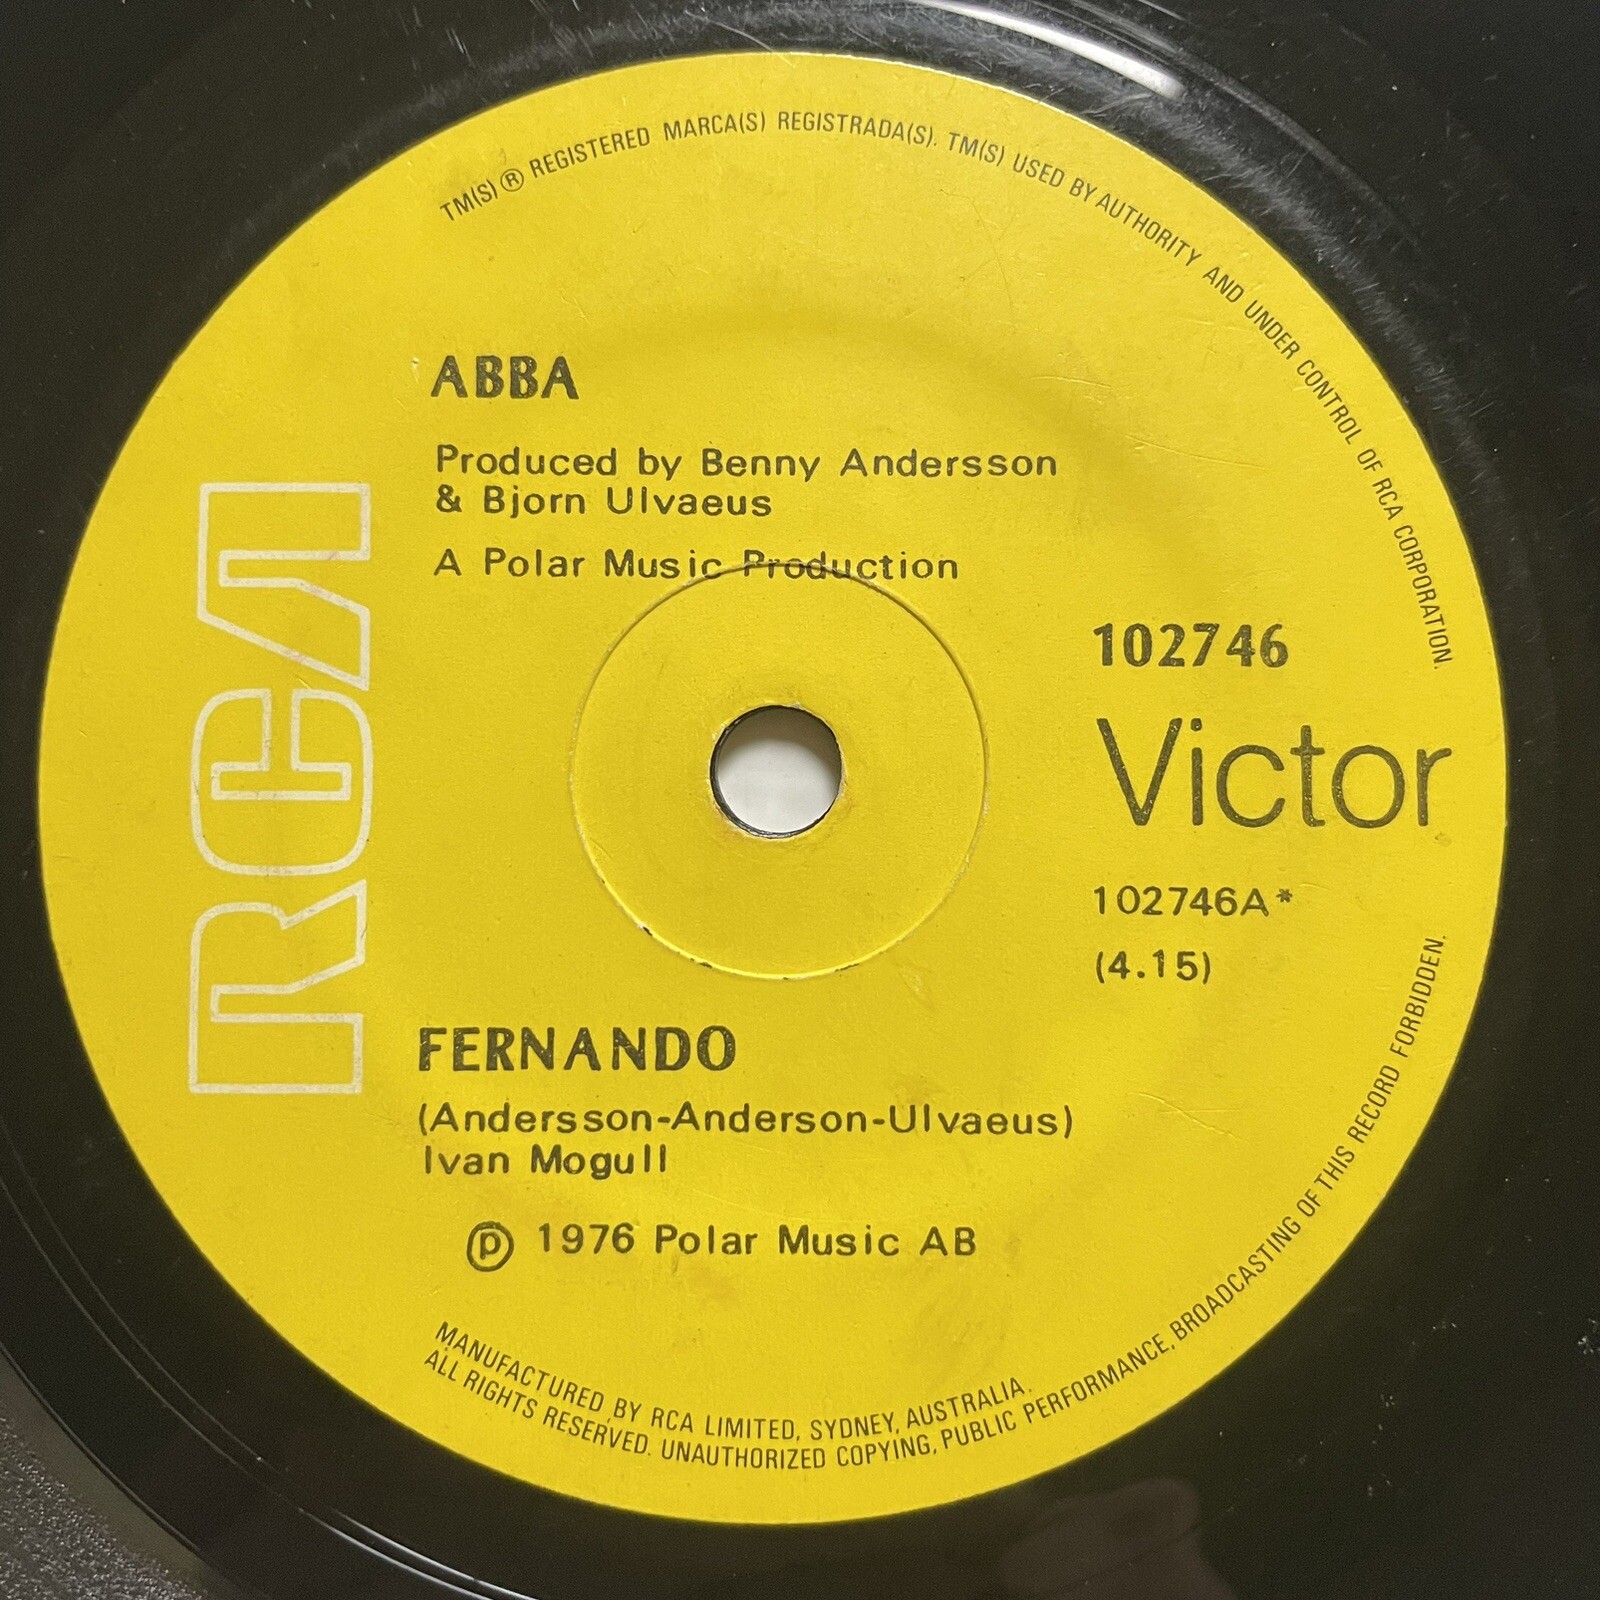 TM(S) ® REGISTERED MARCA(S) REGISTRADA(S). TM(S) USED BY AUTHORITY AND UNDER CONTROL OF RCA CORPORATION.
ABBA
Produced by Benny Andersson
& Bjorn Ulvaeus
A Polar Music Production
RCA
102746
Victor
102746A*
(4.15)
FERNANDO
(Andersson-Anderson-Ulvaeus)
Ivan Mogull
℗ 1976 Polar Music AB
MANUFACTURED BY RCA LIMITED, SYDNEY, AUSTRALIA.
ALL RIGHTS RESERVED. UNAUTHORIZED COPYING, PUBLIC PERFORMANCE, BROADCASTING OF THIS RECORD FORBIDDEN.